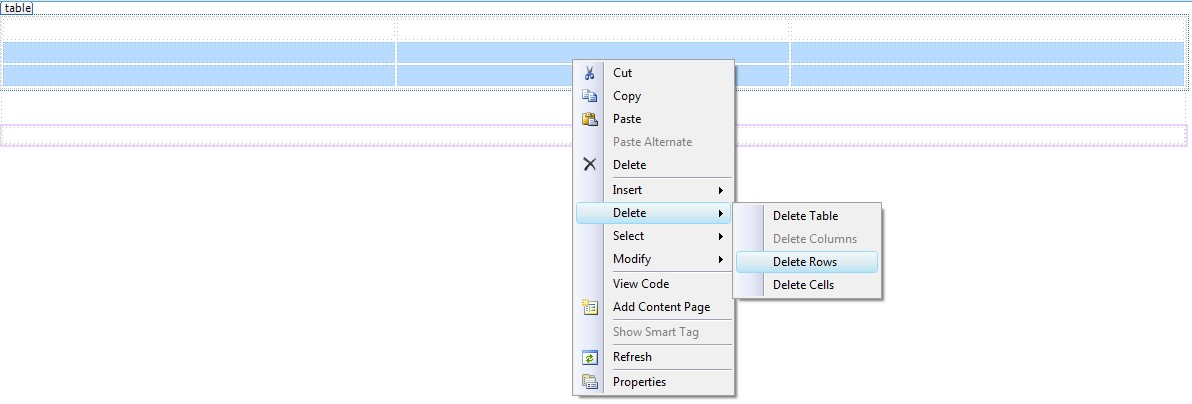 table
Cut
Copy
Paste
Paste Alternate
Delete
Insert
Delete
Select
Modify
View Code
Add Content Page
Show Smart Tag
Refresh
Properties
Delete Table
Delete Columns
Delete Rows
Delete Cells